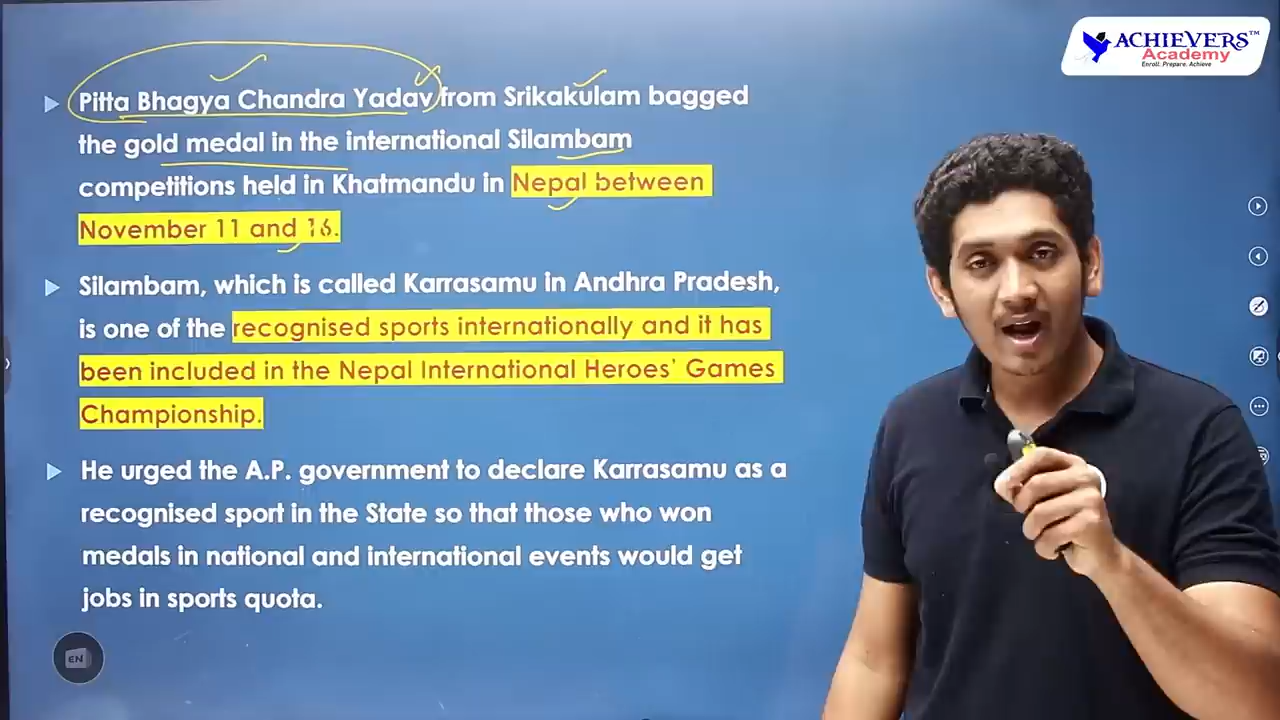 ACHIEVERS™
Academy
Enroll. Prepare. Achieve
Pitta Bhagya Chandra Yadav from Srikakulam bagged
the gold medal in the international Silambam
competitions held in Khatmandu in Nepal between
November 11 and 16.
Silambam, which is called Karrasamu in Andhra Pradesh,
is one of the recognised sports internationally and it has
been included in the Nepal International Heroes' Games
Championship.
He urged the A.P. government to declare Karrasamu as a
recognised sport in the State so that those who won
medals in national and international events would get
jobs in sports quota.
EN